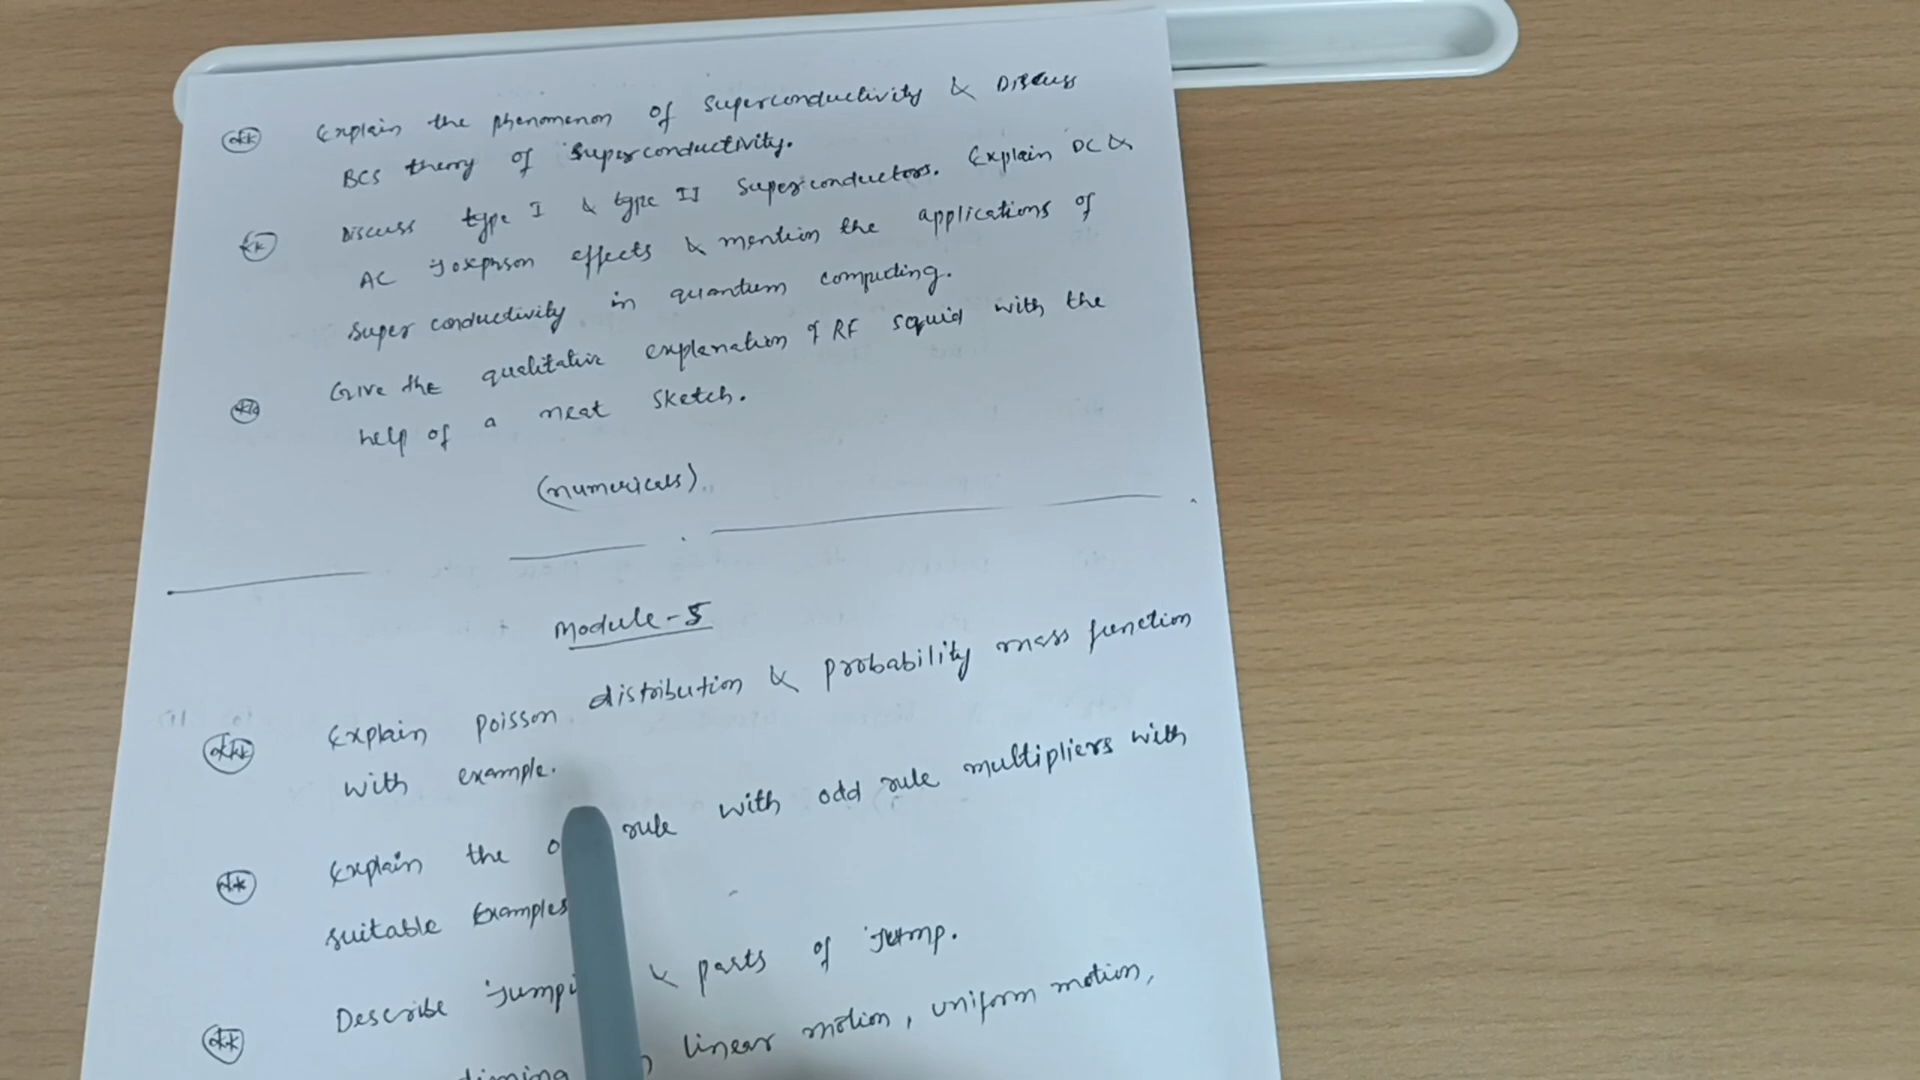 Explain the phenomenon of superconductivity & Discuss
BCS theory of superconductivity.
Discuss type I & type II superconductors. Explain DC &
AC Josephson effects & mention the applications of
super conductivity in quantum computing.
Give the qualitative explanation of RF squid with the
help of a neat sketch.
(numericals)
Module-5
Explain Poisson distribution & probability mass function
with example.
Explain the rule with odd rule multipliers with
suitable Examples
Describe & parts of Jump.
linear motion, uniform motion,